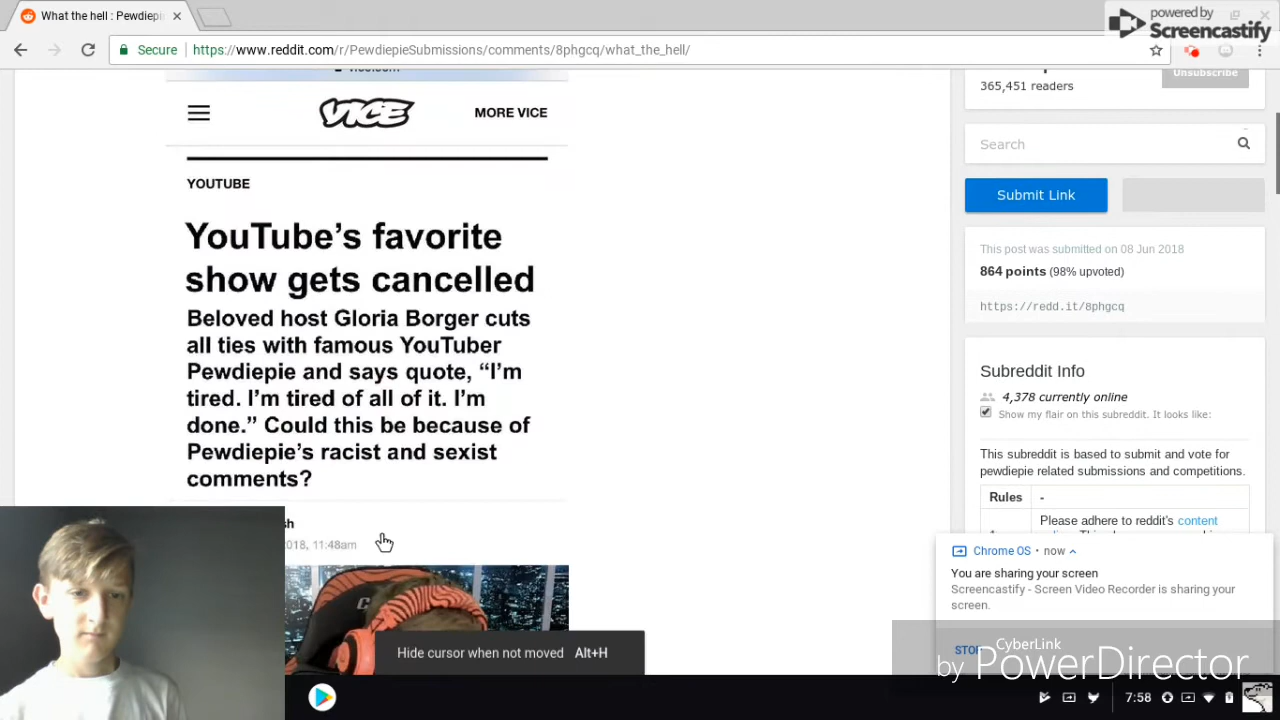 What the hell : Pewdiepi
powered by
Screencastify
Secure
https://www.reddit.com/r/PewdiepieSubmissions/comments/8phgcq/what_the_hell/
VICE
MORE VICE
YOUTUBE
YouTube's favorite
show gets cancelled
Beloved host Gloria Borger cuts
all ties with famous YouTuber
Pewdiepie and says quote, “I'm
tired. I'm tired of all of it. I'm
done.” Could this be because of
Pewdiepie's racist and sexist
comments?
sh
2018, 11:48am
365,451 readers
Unsubscribe
Search
Submit Link
This post was submitted on 08 Jun 2018
864 points (98% upvoted)
https://redd.it/8phgcq
Subreddit Info
4,378 currently online
Show my flair on this subreddit. It looks like:
This subreddit is based to submit and vote for
pewdiepie related submissions and competitions.
Rules -
Please adhere to reddit's content
Chrome OS • now
You are sharing your screen
Screencastify - Screen Video Recorder is sharing your
screen.
STOP
Hide cursor when not moved Alt+H
CyberLink
by PowerDirector
7:58